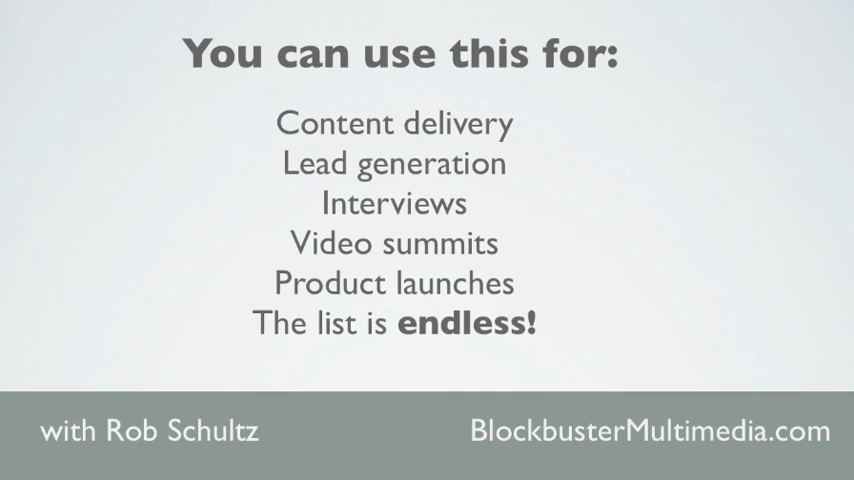 You can use this for:
Content delivery
Lead generation
Interviews
Video summits
Product launches
The list is endless!
with Rob Schultz
BlockbusterMultimedia.com